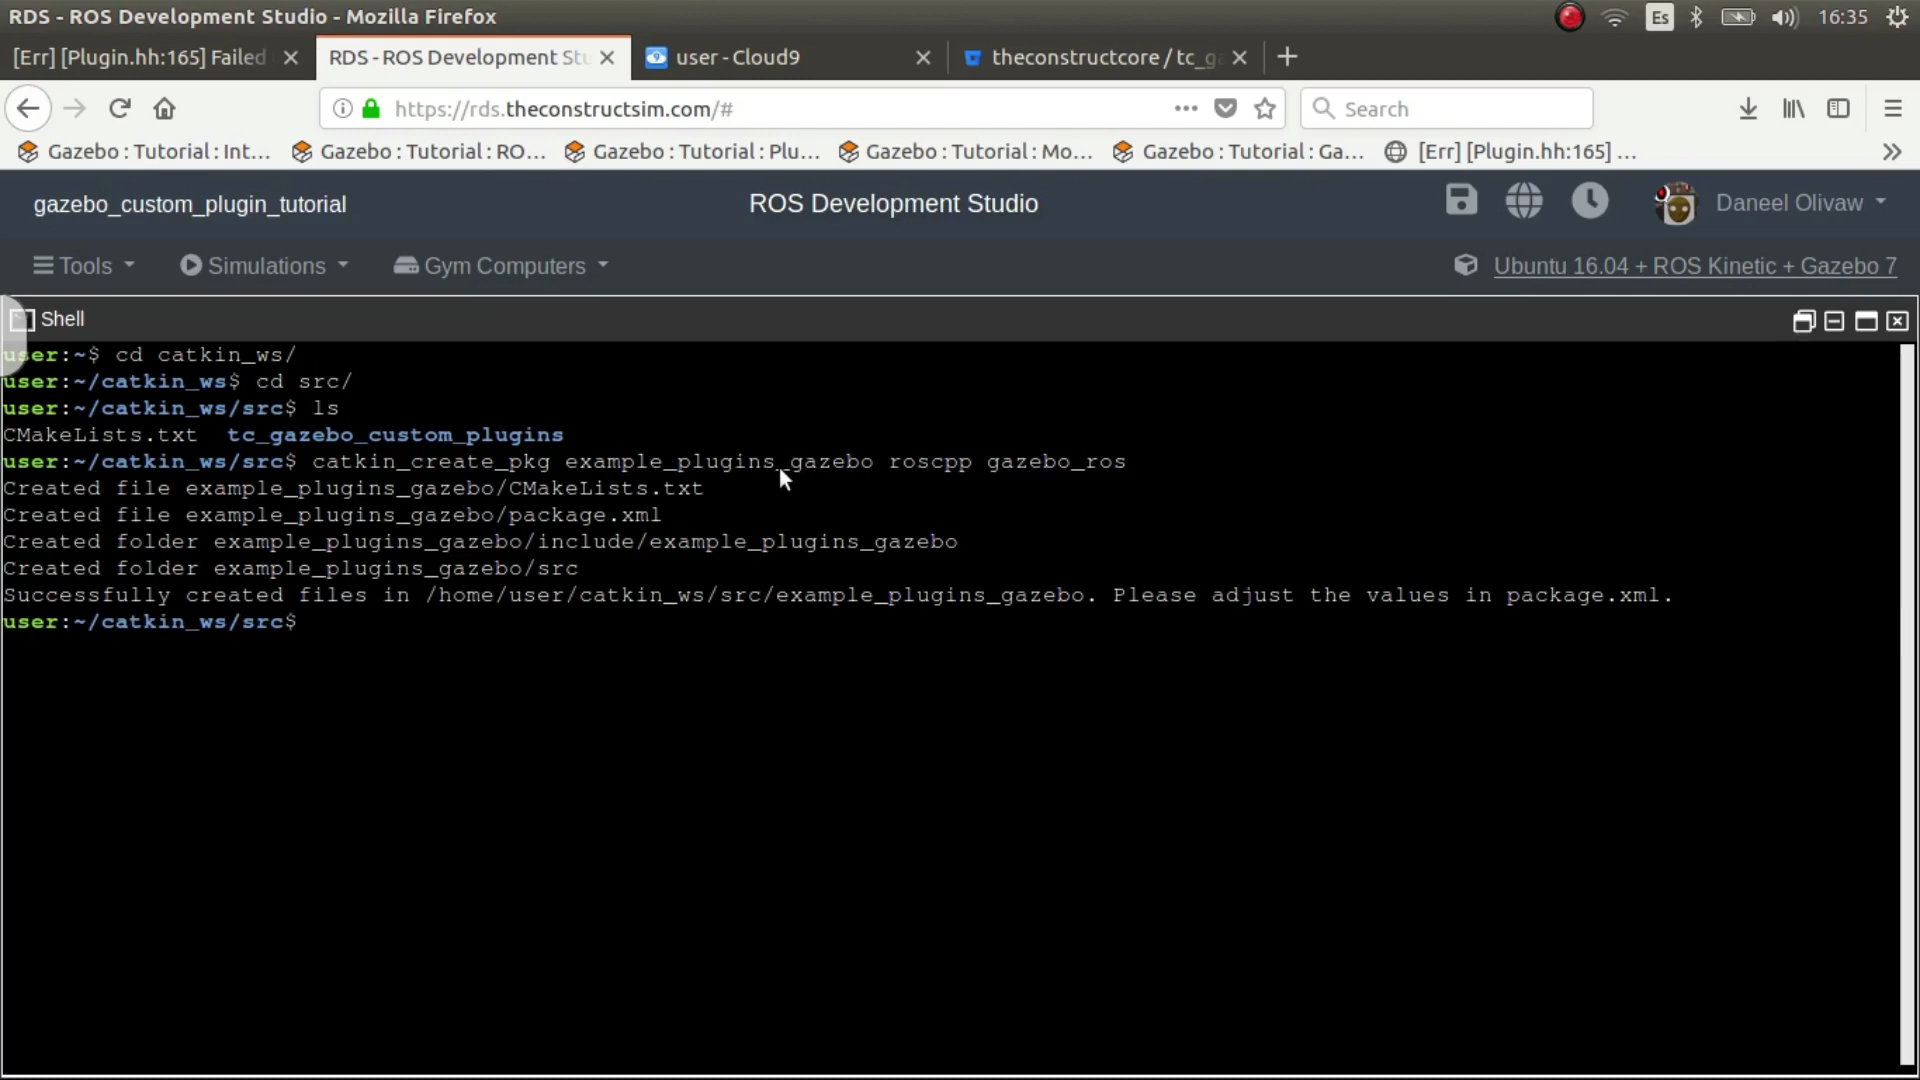 RDS - ROS Development Studio - Mozilla Firefox
Es
16:35
[Err] [Plugin.hh:165] Failed
RDS - ROS Development Stu
user - Cloud9
theconstructcore / tc_g
https://rds.theconstructsim.com/#
Search
Gazebo : Tutorial : Int...
Gazebo : Tutorial : RO...
Gazebo : Tutorial : Plu...
Gazebo : Tutorial : Mo...
Gazebo : Tutorial : Ga...
[Err] [Plugin.hh:165] ...
gazebo_custom_plugin_tutorial
ROS Development Studio
Daneel Olivaw
Tools
Simulations
Gym Computers
Ubuntu 16.04 + ROS Kinetic + Gazebo 7
Shell
user:~$ cd catkin_ws/
user:~/catkin_ws$ cd src/
user:~/catkin_ws/src$ ls
CMakeLists.txt  tc_gazebo_custom_plugins
user:~/catkin_ws/src$ catkin_create_pkg example_plugins_gazebo roscpp gazebo_ros
Created file example_plugins_gazebo/CMakeLists.txt
Created file example_plugins_gazebo/package.xml
Created folder example_plugins_gazebo/include/example_plugins_gazebo
Created folder example_plugins_gazebo/src
Successfully created files in /home/user/catkin_ws/src/example_plugins_gazebo. Please adjust the values in package.xml.
user:~/catkin_ws/src$